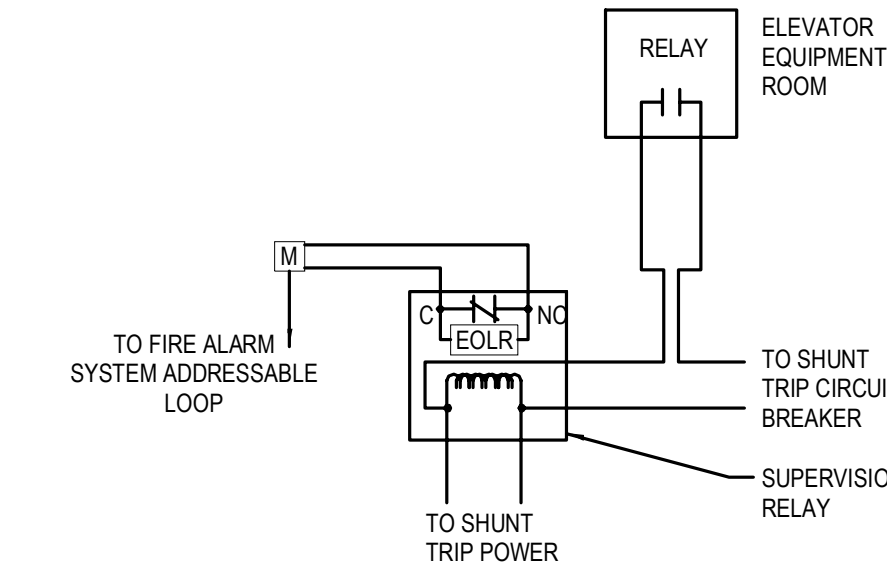 RELAY
ELEVATOR
EQUIPMENT
ROOM
M
C
NO
EOLR
TO FIRE ALARM
SYSTEM ADDRESSABLE
LOOP
TO SHUNT
TRIP CIRCUI
BREAKER
SUPERVISIO
RELAY
TO SHUNT
TRIP POWER